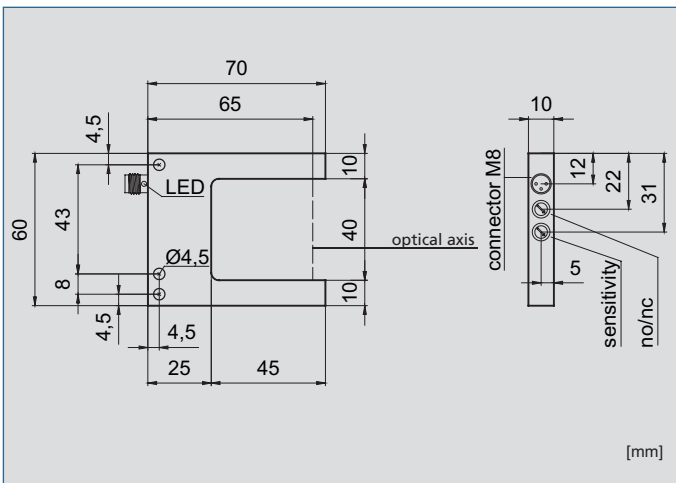 70
65
4,5
10
60
43
LED
40
optical axis
Ø4,5
8
10
4,5
4,5
25
45
10
connector M8
12
22
31
5
sensitivity
no/nc
[mm]